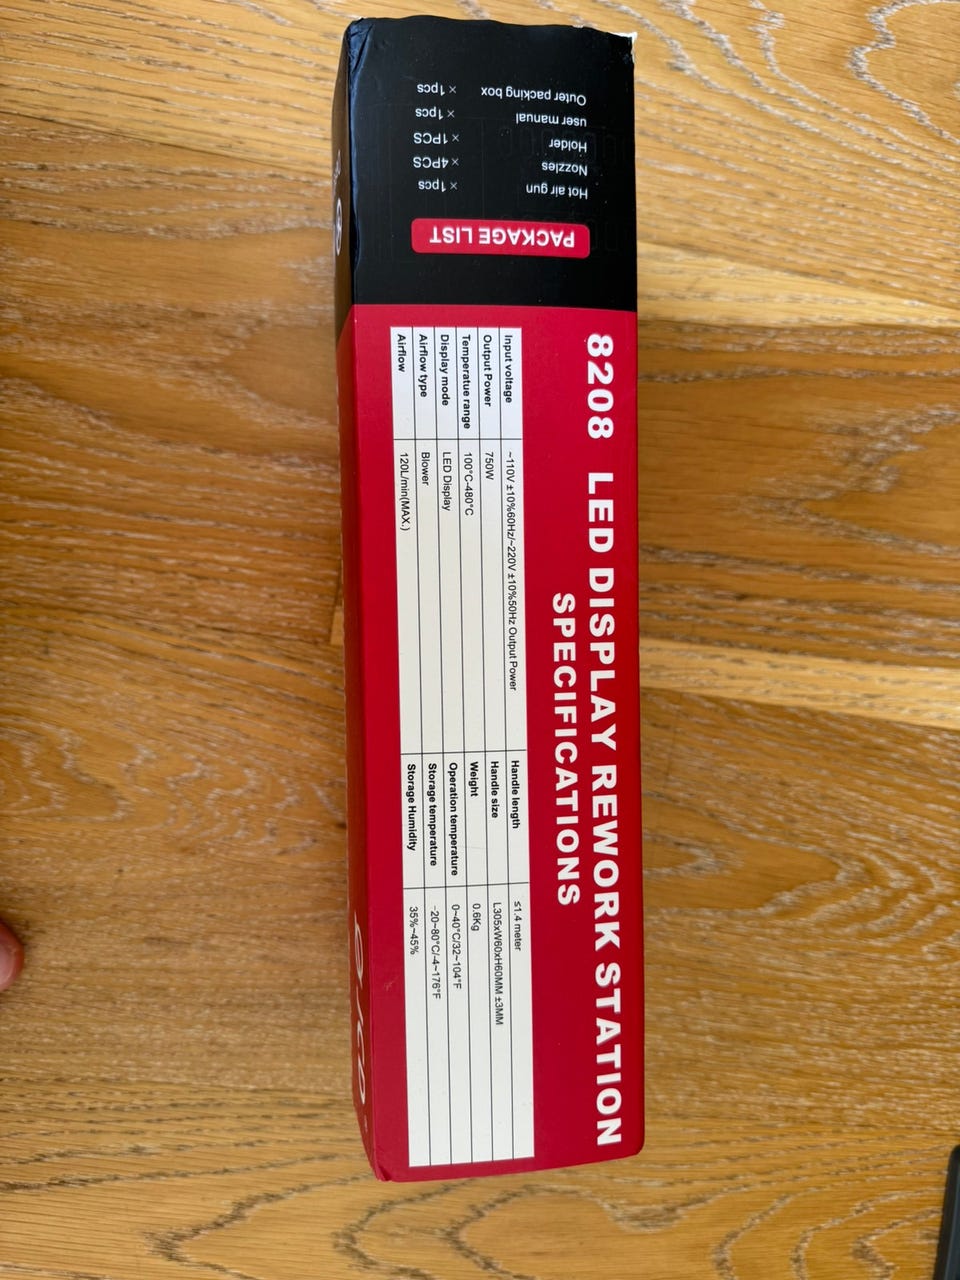 8208 LED DISPLAY REWORK STATION
SPECIFICATIONS
Input voltage ~110V ±10%60Hz/~220V ±10%50Hz Output Power Handle length ≤1.4 meter
Output Power 750W Handle size L305xW60xH60MM ±3MM
Temperatue range 100°C-480°C Weight 0.6Kg
Display mode LED Display Operation temperature 0~40°C/32~104°F
Airflow type Blower Storage temperature -20~80°C/-4~176°F
Airflow 120L/min(MAX.) Storage Humidity 35%~45%
PACKAGE LIST
Hot air gun × 1pcs
Nozzles × 4PCS
Holder × 1PCS
user manual × 1pcs
Outer packing box × 1pcs